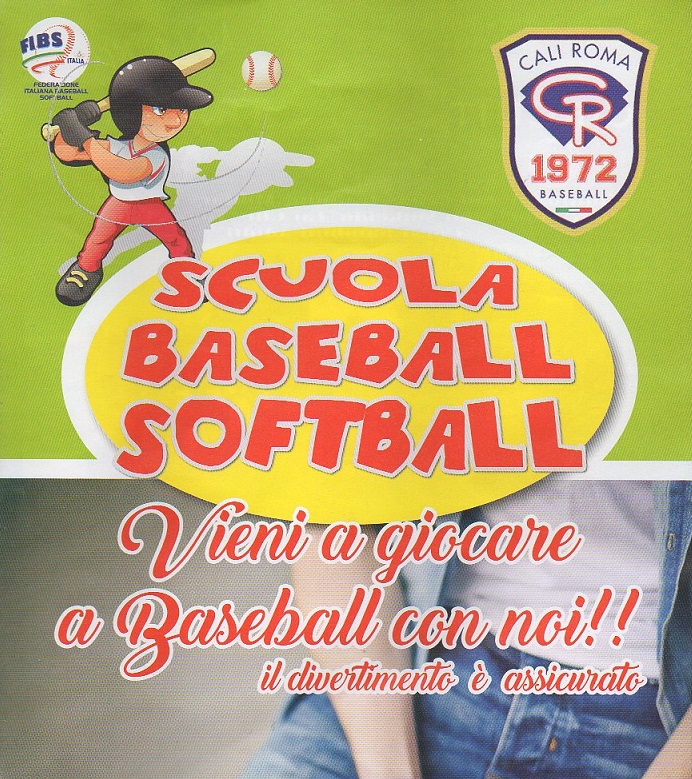 FIBS
ITALIA
FEDERAZIONE
ITALIANA BASEBALL
SOFTBALL
CALI ROMA
CR
1972
BASEBALL
SCUOLA
BASEBALL
SOFTBALL
Vieni a giocare
a Baseball con noi!!
il divertimento è assicurato